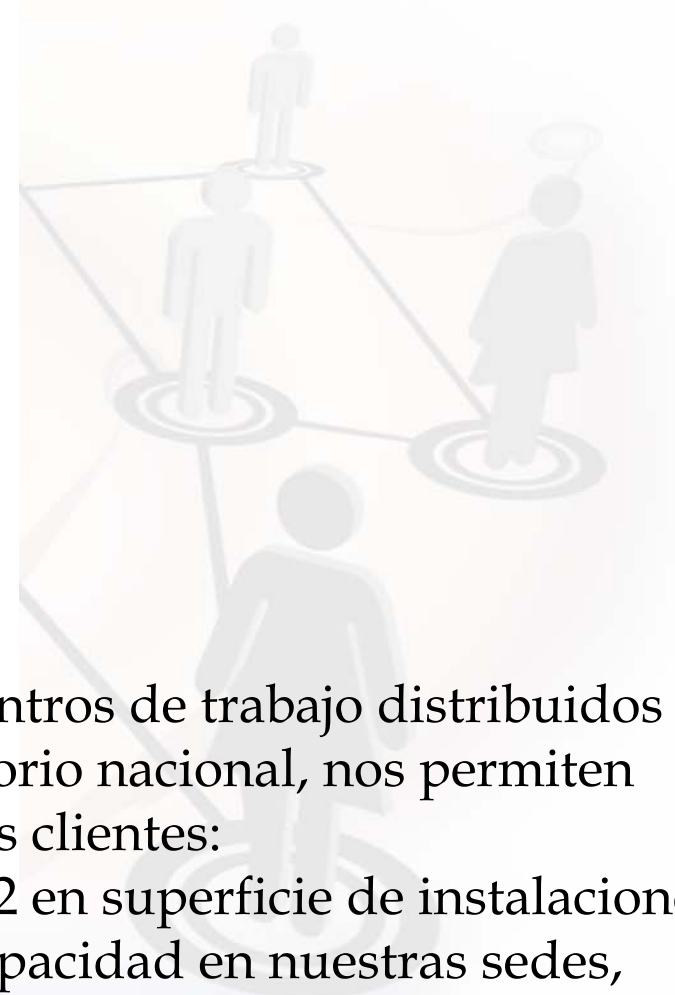 ntros de trabajo distribuidos
orio nacional, nos permiten
s clientes:
2 en superficie de instalacion
pacidad en nuestras sedes,